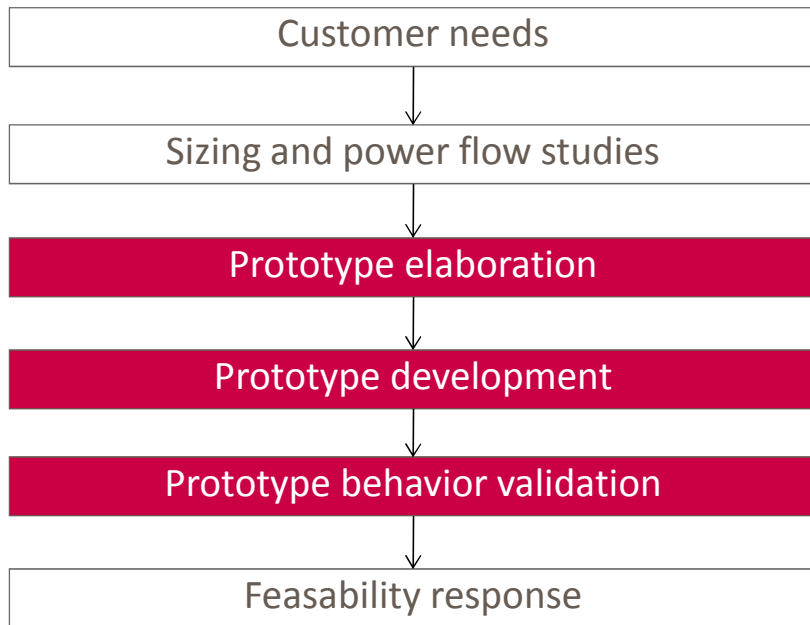 Customer needs
Sizing and power flow studies
Prototype elaboration
Prototype development
Prototype behavior validation
Feasability response